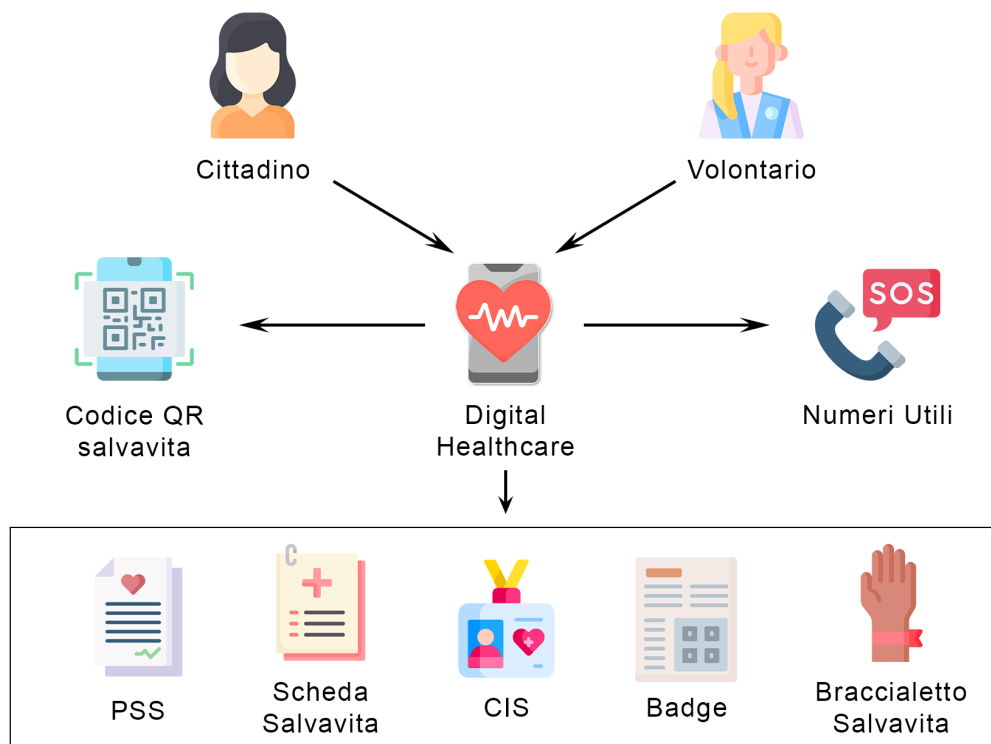 Cittadino
Volontario
SOS
Codice QR
salvavita
Digital
Healthcare
Numeri Utili
PSS
Scheda
Salvavita
CIS
Badge
Braccialetto
Salvavita